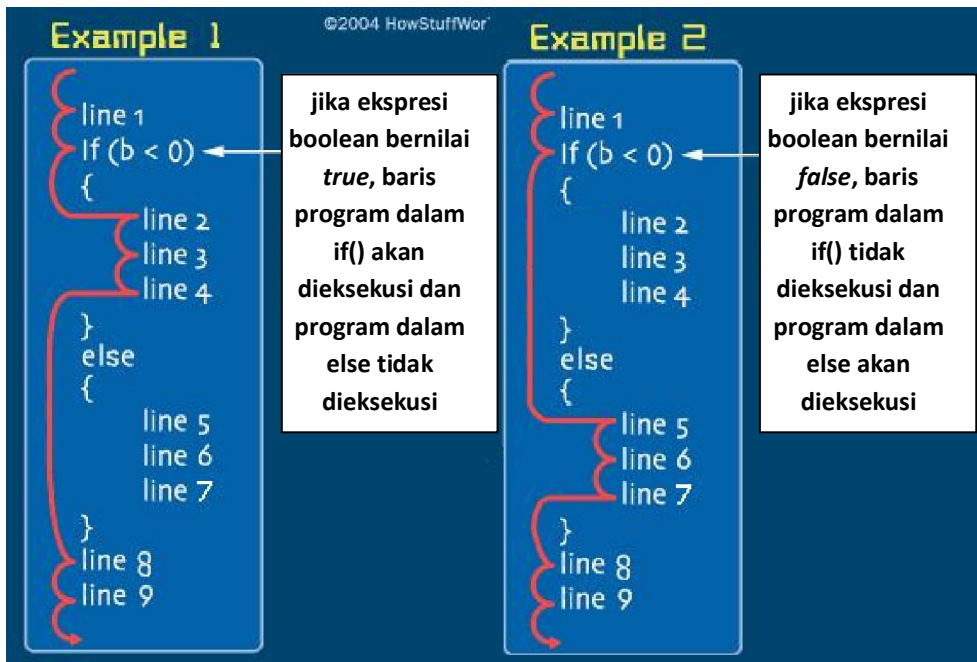 ©2004 HowStuffWor
Example 1
line 1
If (b < 0)
{
line 2
line 3
line 4
}
else
{
line 5
line 6
line 7
}
line 8
line 9
jika ekspresi
boolean bernilai
true, baris
program dalam
if() akan
dieksekusi dan
program dalam
else tidak
dieksekusi
Example 2
line 1
If (b < 0)
{
line 2
line 3
line 4
}
else
{
line 5
line 6
line 7
}
line 8
line 9
jika ekspresi
boolean bernilai
false, baris
program dalam
if() tidak
dieksekusi dan
program dalam
else akan
dieksekusi